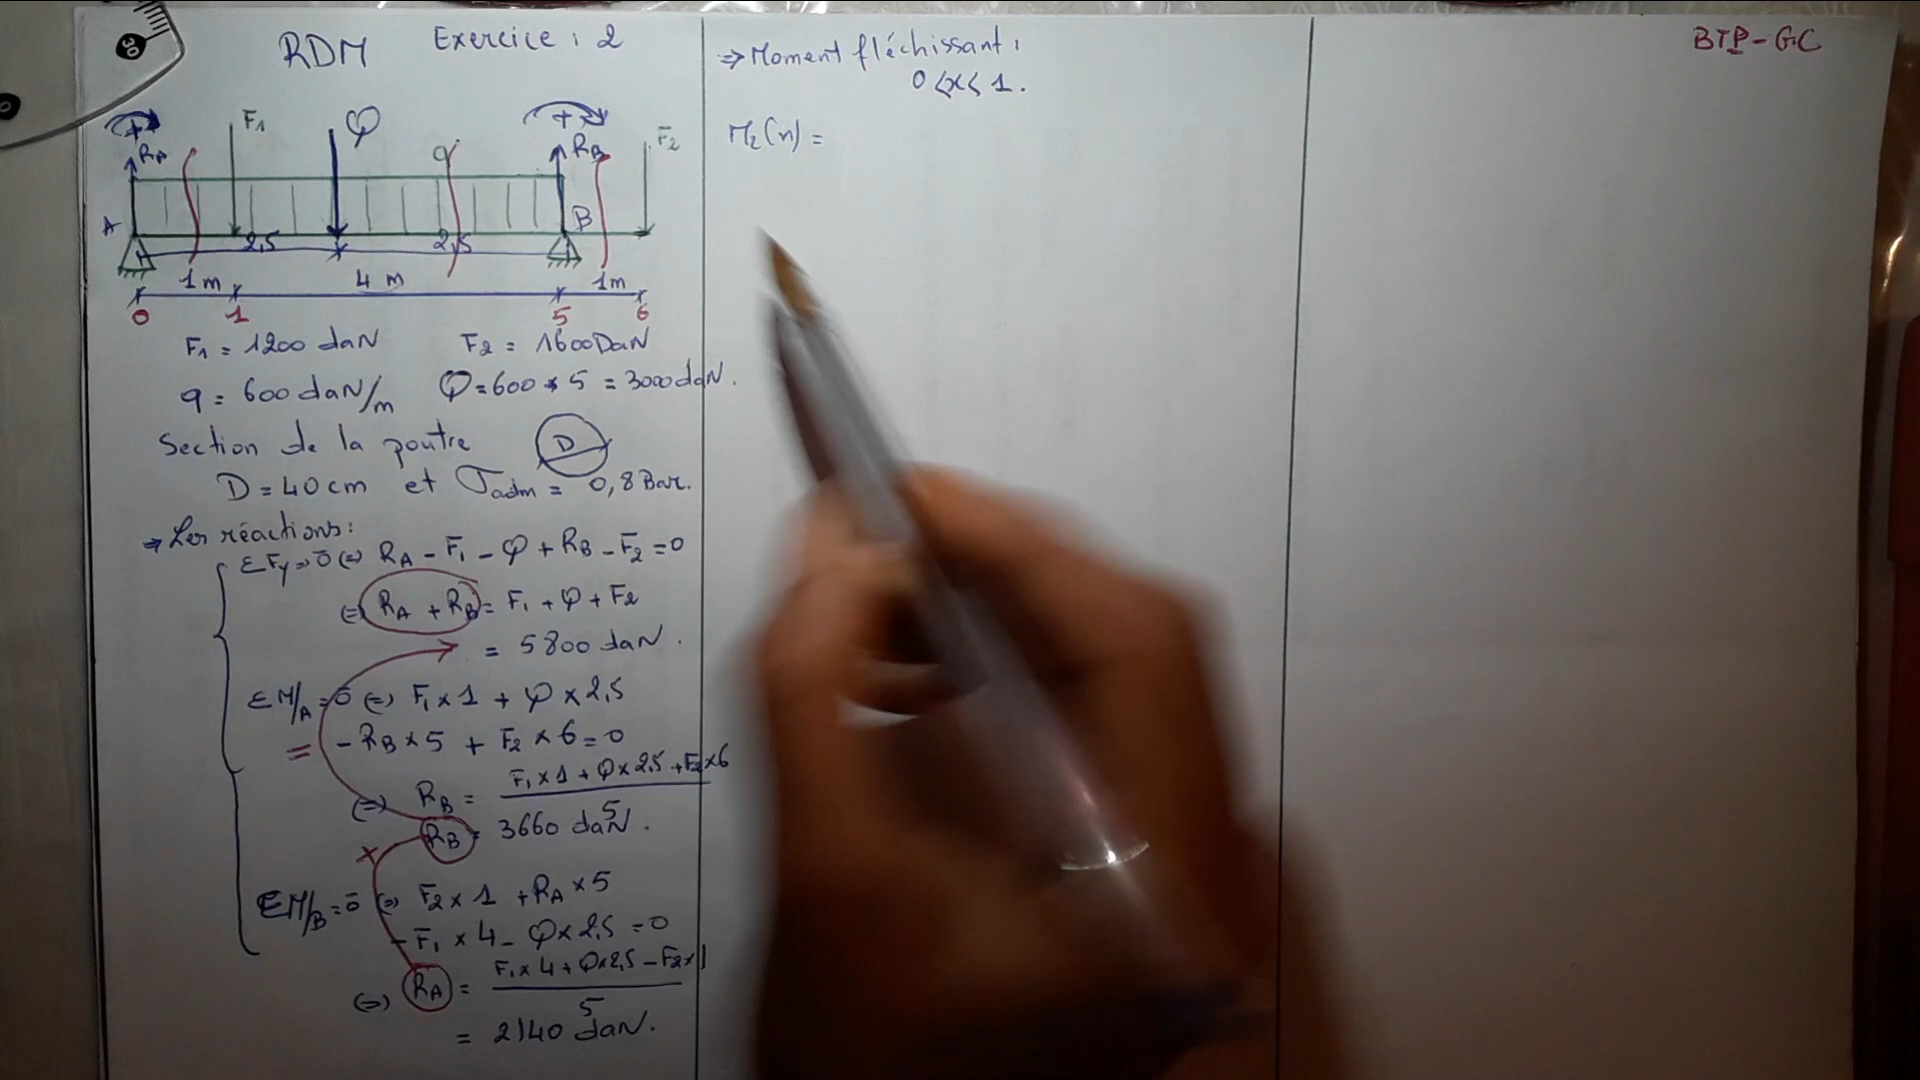 RDM Exercice : 2
F1 φ
+ +
RA q RB F2
A B
2,5 2,5
1m 4 m 1m
0 1 5 6
F1 = 1200 daN F2 = 1600 DaN
q = 600 daN/m φ = 600 * 5 = 3000 daN.
Section de la poutre D
D = 40 cm et σadm = 0,8 Bar.
⇒ Les réactions :
ΣFy = 0 (=) RA - F1 - φ + RB - F2 = 0
(=) RA + RB = F1 + φ + F2
= 5800 daN.
ΣM/A = 0 (=) F1 × 1 + φ × 2,5
- RB × 5 + F2 × 6 = 0
(=) RB = F1 × 1 + φ × 2,5 + F2 × 6
5
RB = 3660 daN.
ΣM/B = 0 (=) F2 × 1 + RA × 5
- F1 × 4 - φ × 2,5 = 0
(=) RA = F1 × 4 + φ × 2,5 - F2 × 1
5
= 2140 daN.
⇒ Moment fléchissant :
0 < x < 1.
Mz(x) =
BTP - GC
30
0